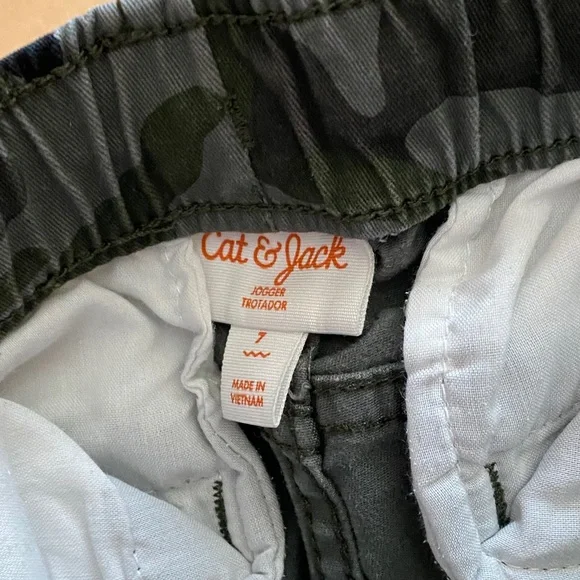 Cat & Jack
JOGGER
TROTADOR
7
MADE IN
VIETNAM